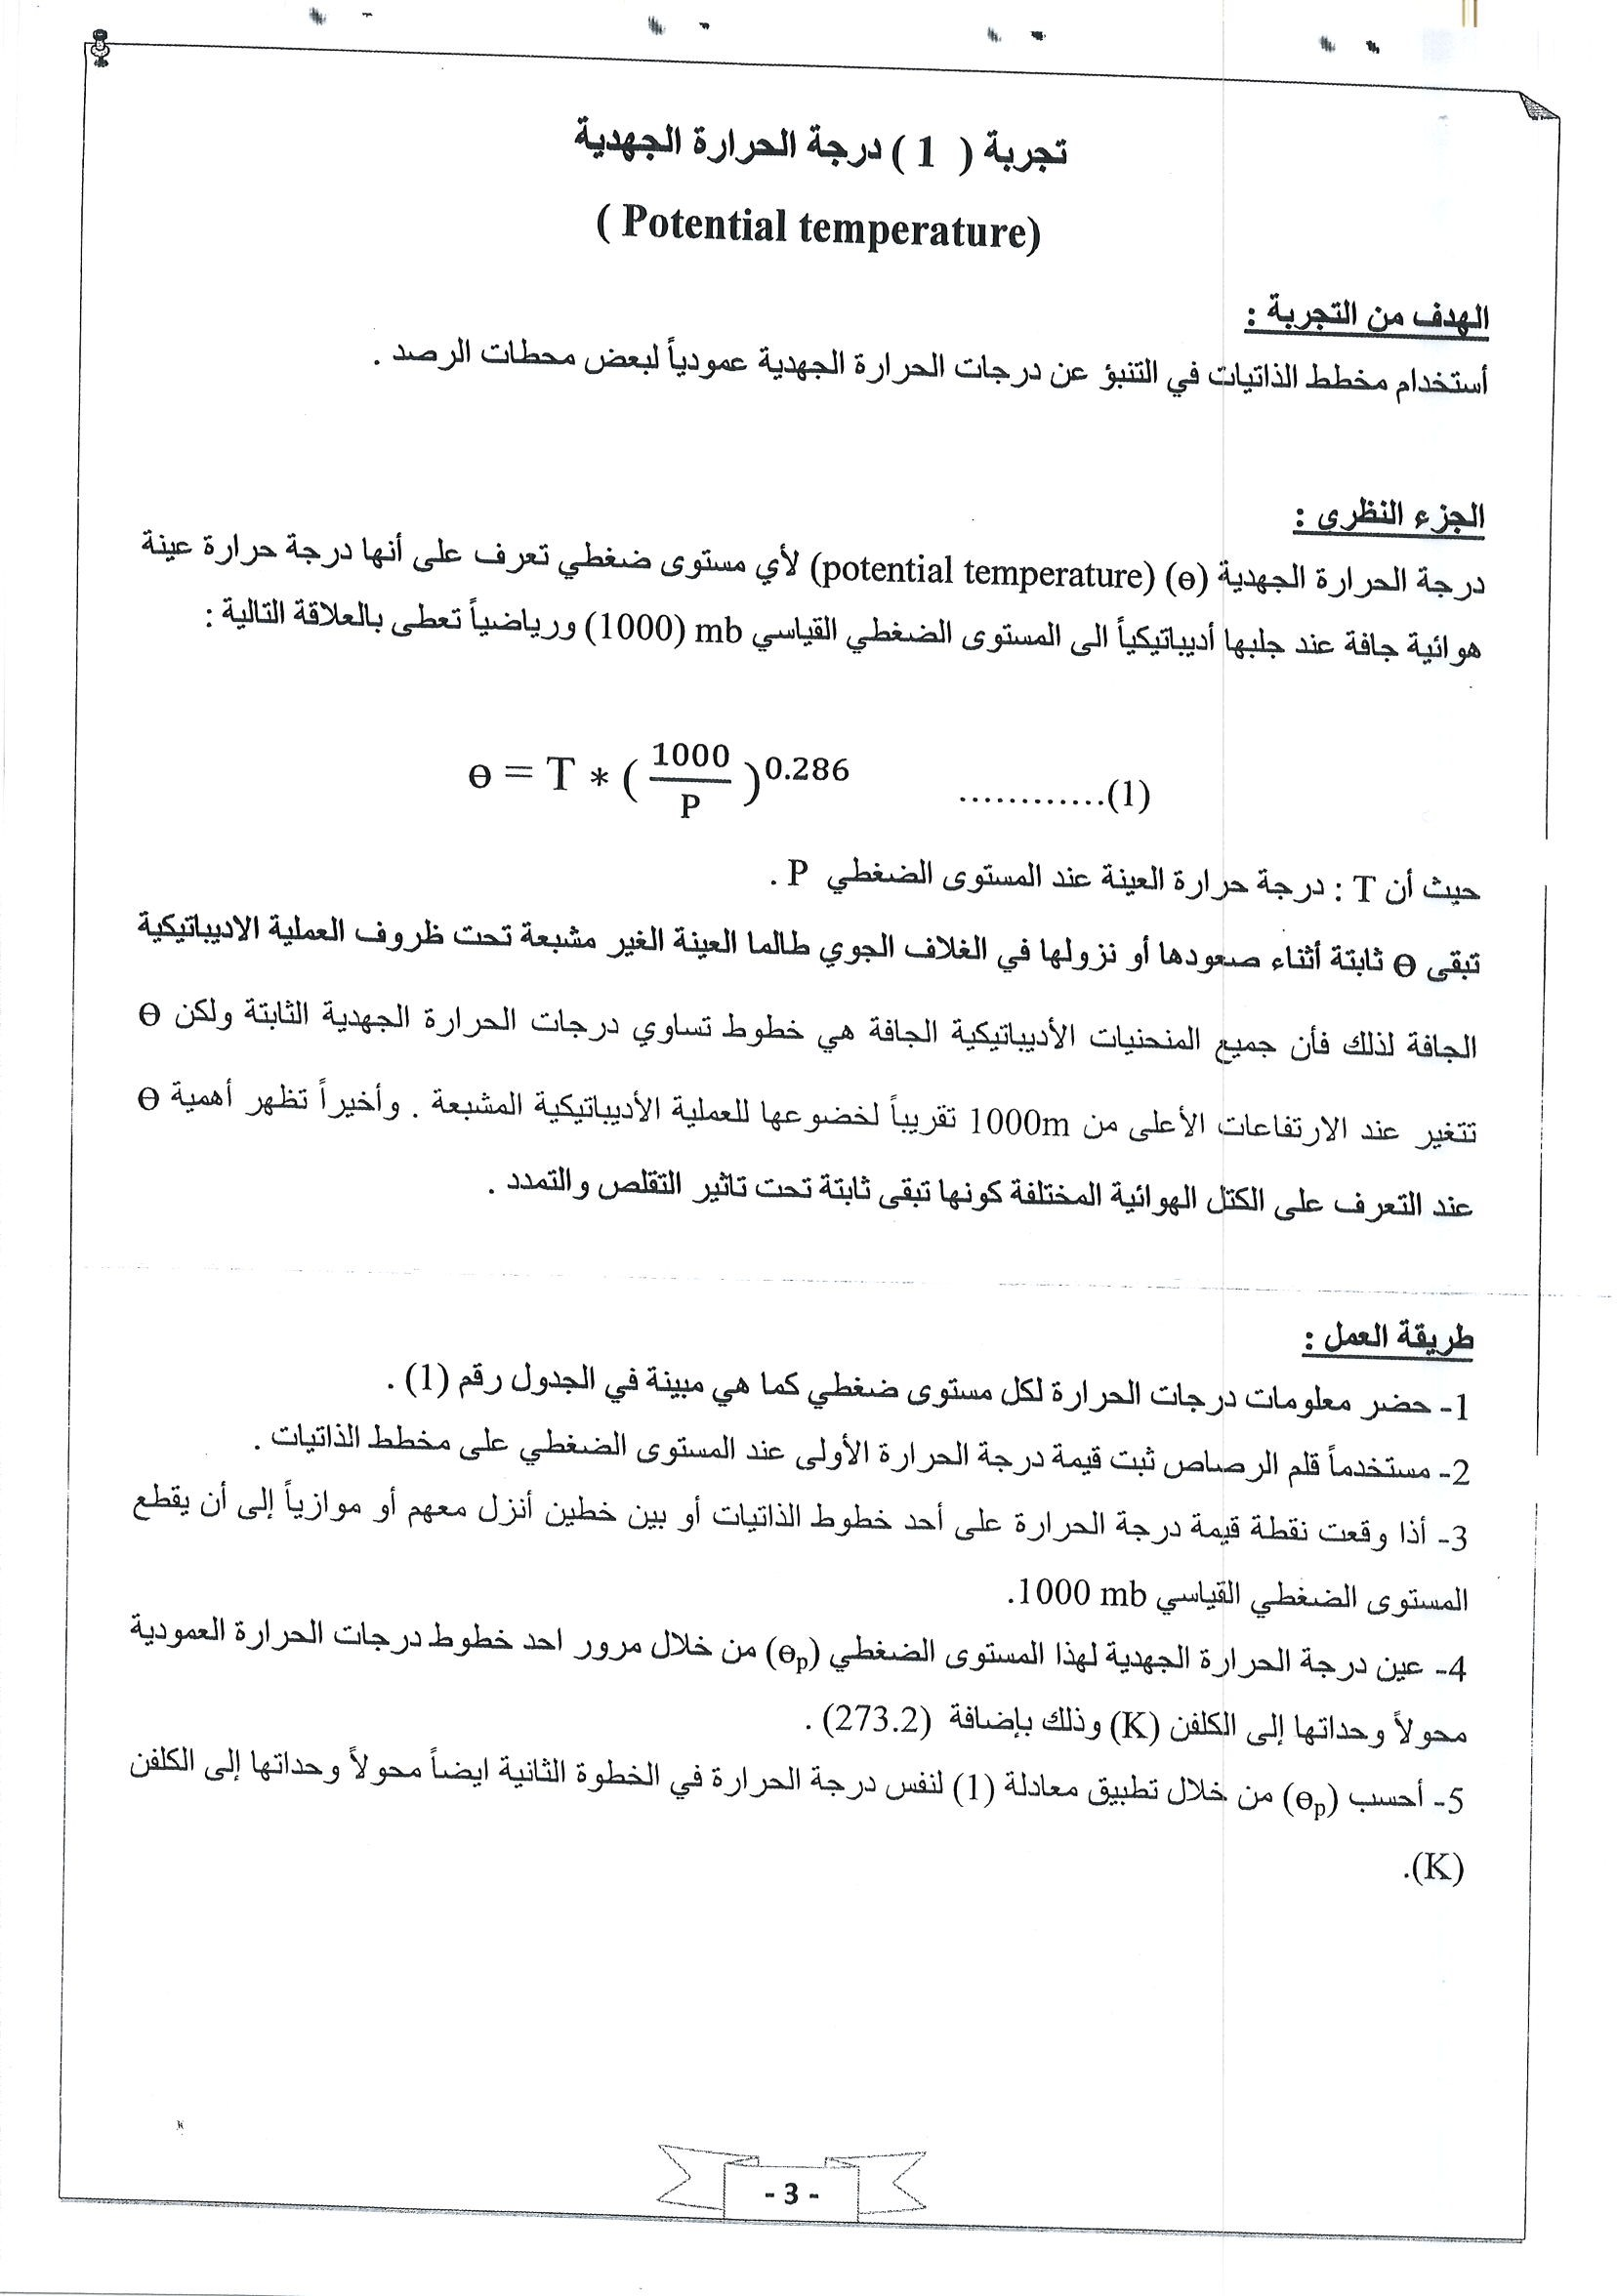 تجربة ( 1 ) درجة الحرارة الجهدية
( Potential temperature)
الهدف من التجربة :
أستخدام مخطط الذاتيات في التنبؤ عن درجات الحرارة الجهدية عمودياً لبعض محطات الرصد .
الجزء النظري :
درجة الحرارة الجهدية (ɵ) (potential temperature) لأي مستوى ضغطي تعرف على أنها درجة حرارة عينة
هوائية جافة عند جلبها أديباتيكياً الى المستوى الضغطي القياسي 1000) mb) ورياضياً تعطى بالعلاقة التالية :
ɵ = T * ( 1000 / P )^0.286 ............(1)
حيث أن T : درجة حرارة العينة عند المستوى الضغطي P .
تبقى ɵ ثابتة أثناء صعودها أو نزولها في الغلاف الجوي طالما العينة الغير مشبعة تحت ظروف العملية الاديباتيكية
الجافة لذلك فأن جميع المنحنيات الأديباتيكية الجافة هي خطوط تساوي درجات الحرارة الجهدية الثابتة ولكن ɵ
تتغير عند الارتفاعات الأعلى من 1000m تقريباً لخضوعها للعملية الأديباتيكية المشبعة . وأخيراً تظهر أهمية ɵ
عند التعرف على الكتل الهوائية المختلفة كونها تبقى ثابتة تحت تاثير التقلص والتمدد .
طريقة العمل :
1- حضر معلومات درجات الحرارة لكل مستوى ضغطي كما هي مبينة في الجدول رقم (1) .
2- مستخدماً قلم الرصاص ثبت قيمة درجة الحرارة الأولى عند المستوى الضغطي على مخطط الذاتيات .
3- أذا وقعت نقطة قيمة درجة الحرارة على أحد خطوط الذاتيات أو بين خطين أنزل معهم أو موازياً إلى أن يقطع
المستوى الضغطي القياسي 1000 mb.
4- عين درجة الحرارة الجهدية لهذا المستوى الضغطي (ɵp) من خلال مرور احد خطوط درجات الحرارة العمودية
محولاً وحداتها إلى الكلفن (K) وذلك بإضافة (273.2) .
5- أحسب (ɵp) من خلال تطبيق معادلة (1) لنفس درجة الحرارة في الخطوة الثانية ايضاً محولاً وحداتها إلى الكلفن
(K).
- 3 -